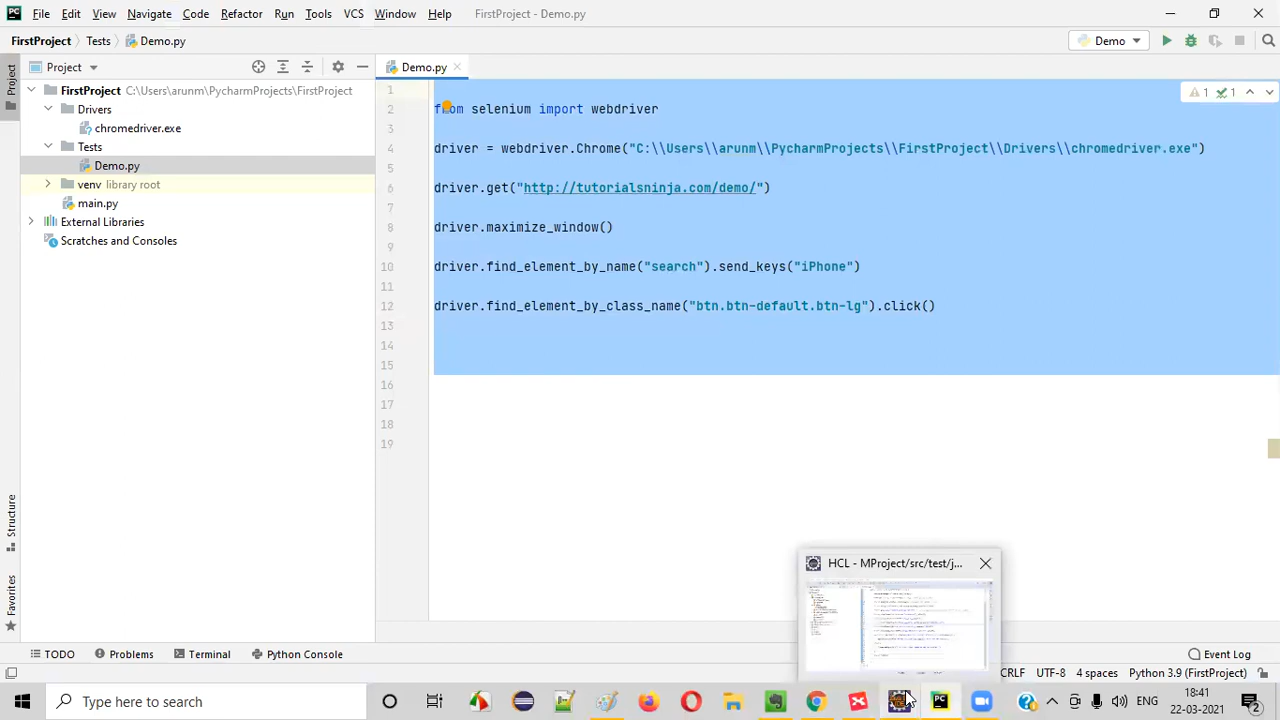 PC File Edit View Navigate Code Refactor Run Tools VCS Window Help FirstProject - Demo.py
FirstProject Tests Demo.py Demo
Project Demo.py
Project
FirstProject C:\Users\arunm\PycharmProjects\FirstProject
Drivers
chromedriver.exe
Tests
Demo.py
venv library root
main.py
External Libraries
Scratches and Consoles
1 1
1
2 from selenium import webdriver
3
4 driver = webdriver.Chrome("C:\\Users\\arunm\\PycharmProjects\\FirstProject\\Drivers\\chromedriver.exe")
5
6 driver.get("http://tutorialsninja.com/demo/")
7
8 driver.maximize_window()
9
10 driver.find_element_by_name("search").send_keys("iPhone")
11
12 driver.find_element_by_class_name("btn.btn-default.btn-lg").click()
13
14
15
16
17
18
19
Structure
Favorites
HCL - MProject/src/test/j...
TODO Problems Terminal Python Console Event Log
CRLF UTF-8 4 spaces Python 3.9 (FirstProject)
Type here to search
PC
ENG
18:41
22-03-2021
2